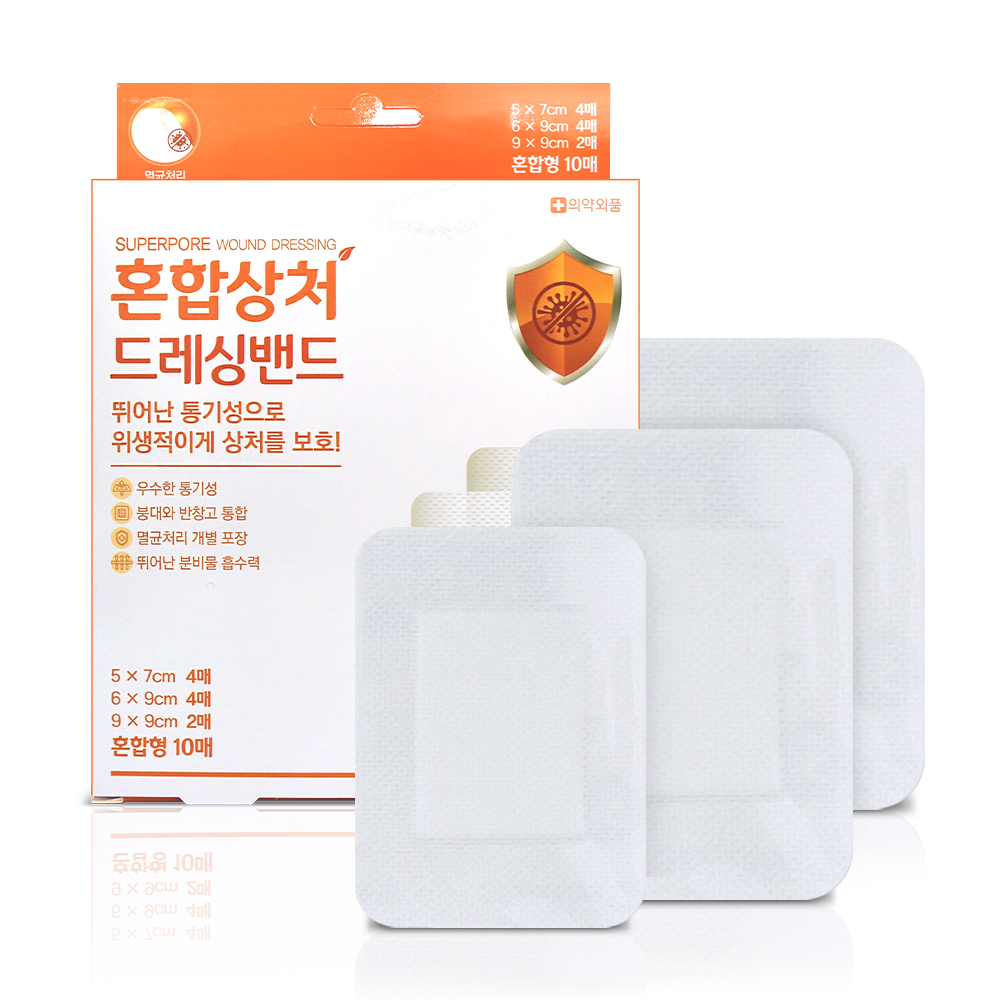 멸균처리
5 × 7cm 4매
6 × 9cm 4매
9 × 9cm 2매
혼합형 10매
의약외품
SUPERPORE WOUND DRESSING
혼합상처
드레싱밴드
뛰어난 통기성으로
위생적이게 상처를 보호!
우수한 통기성
붕대와 반창고 통합
멸균처리 개별 포장
뛰어난 분비물 흡수력
5 × 7cm 4매
6 × 9cm 4매
9 × 9cm 2매
혼합형 10매